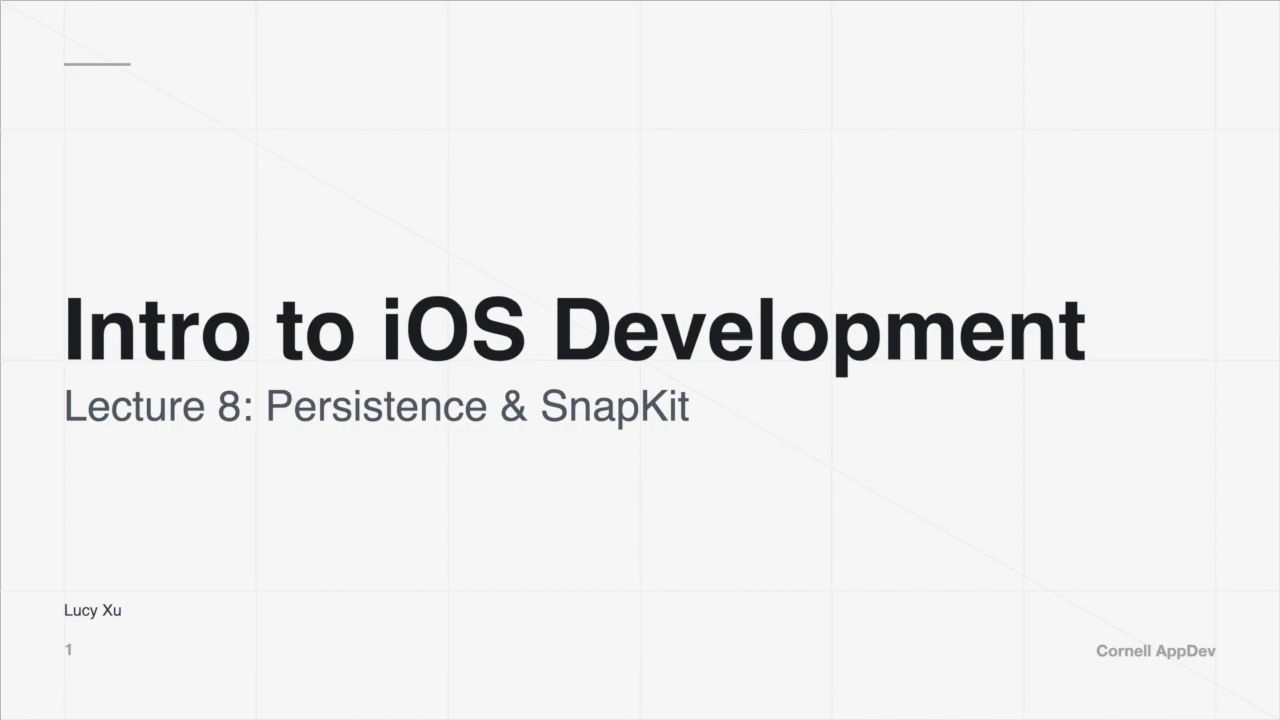 Intro to iOS Development
Lecture 8: Persistence & SnapKit
Lucy Xu
1
Cornell AppDev